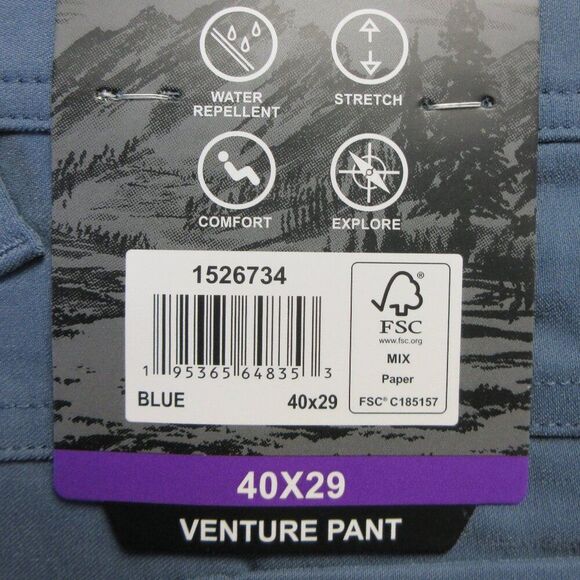 WATER
REPELLENT
STRETCH
COMFORT
EXPLORE
1526734
1 95365 64835 3
BLUE 40x29
FSC®
www.fsc.org
MIX
Paper
FSC® C185157
40X29
VENTURE PANT